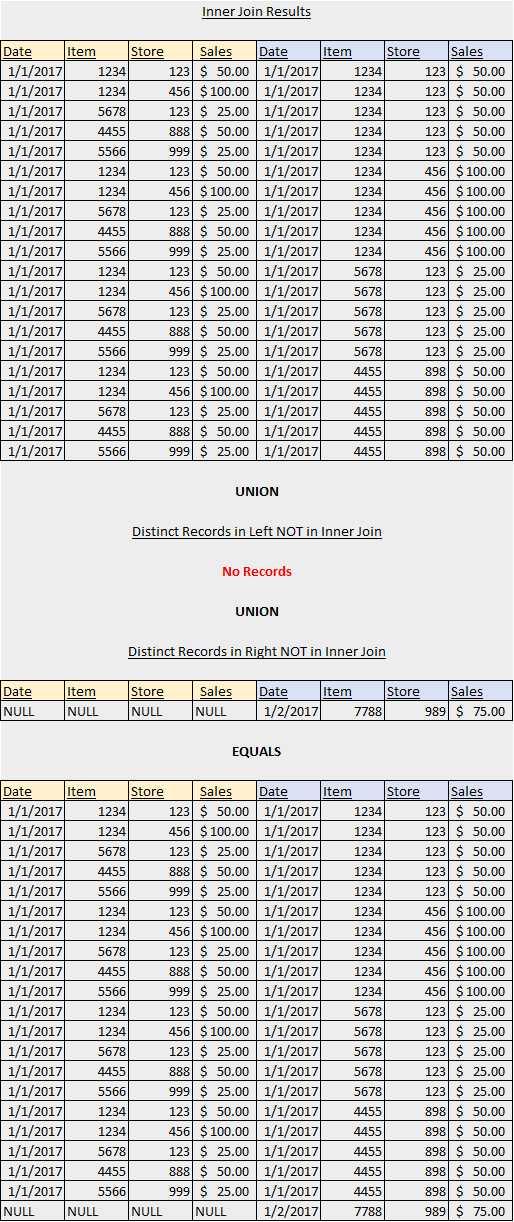 Inner Join Results
Date Item Store Sales Date Item Store Sales
1/1/2017 1234 123 $ 50.00 1/1/2017 1234 123 $ 50.00
1/1/2017 1234 456 $100.00 1/1/2017 1234 123 $ 50.00
1/1/2017 5678 123 $ 25.00 1/1/2017 1234 123 $ 50.00
1/1/2017 4455 888 $ 50.00 1/1/2017 1234 123 $ 50.00
1/1/2017 5566 999 $ 25.00 1/1/2017 1234 123 $ 50.00
1/1/2017 1234 123 $ 50.00 1/1/2017 1234 456 $100.00
1/1/2017 1234 456 $100.00 1/1/2017 1234 456 $100.00
1/1/2017 5678 123 $ 25.00 1/1/2017 1234 456 $100.00
1/1/2017 4455 888 $ 50.00 1/1/2017 1234 456 $100.00
1/1/2017 5566 999 $ 25.00 1/1/2017 1234 456 $100.00
1/1/2017 1234 123 $ 50.00 1/1/2017 5678 123 $ 25.00
1/1/2017 1234 456 $100.00 1/1/2017 5678 123 $ 25.00
1/1/2017 5678 123 $ 25.00 1/1/2017 5678 123 $ 25.00
1/1/2017 4455 888 $ 50.00 1/1/2017 5678 123 $ 25.00
1/1/2017 5566 999 $ 25.00 1/1/2017 5678 123 $ 25.00
1/1/2017 1234 123 $ 50.00 1/1/2017 4455 898 $ 50.00
1/1/2017 1234 456 $100.00 1/1/2017 4455 898 $ 50.00
1/1/2017 5678 123 $ 25.00 1/1/2017 4455 898 $ 50.00
1/1/2017 4455 888 $ 50.00 1/1/2017 4455 898 $ 50.00
1/1/2017 5566 999 $ 25.00 1/1/2017 4455 898 $ 50.00
UNION
Distinct Records in Left NOT in Inner Join
No Records
UNION
Distinct Records in Right NOT in Inner Join
Date Item Store Sales Date Item Store Sales
NULL NULL NULL NULL 1/2/2017 7788 989 $ 75.00
EQUALS
Date Item Store Sales Date Item Store Sales
1/1/2017 1234 123 $ 50.00 1/1/2017 1234 123 $ 50.00
1/1/2017 1234 456 $100.00 1/1/2017 1234 123 $ 50.00
1/1/2017 5678 123 $ 25.00 1/1/2017 1234 123 $ 50.00
1/1/2017 4455 888 $ 50.00 1/1/2017 1234 123 $ 50.00
1/1/2017 5566 999 $ 25.00 1/1/2017 1234 123 $ 50.00
1/1/2017 1234 123 $ 50.00 1/1/2017 1234 456 $100.00
1/1/2017 1234 456 $100.00 1/1/2017 1234 456 $100.00
1/1/2017 5678 123 $ 25.00 1/1/2017 1234 456 $100.00
1/1/2017 4455 888 $ 50.00 1/1/2017 1234 456 $100.00
1/1/2017 5566 999 $ 25.00 1/1/2017 1234 456 $100.00
1/1/2017 1234 123 $ 50.00 1/1/2017 5678 123 $ 25.00
1/1/2017 1234 456 $100.00 1/1/2017 5678 123 $ 25.00
1/1/2017 5678 123 $ 25.00 1/1/2017 5678 123 $ 25.00
1/1/2017 4455 888 $ 50.00 1/1/2017 5678 123 $ 25.00
1/1/2017 5566 999 $ 25.00 1/1/2017 5678 123 $ 25.00
1/1/2017 1234 123 $ 50.00 1/1/2017 4455 898 $ 50.00
1/1/2017 1234 456 $100.00 1/1/2017 4455 898 $ 50.00
1/1/2017 5678 123 $ 25.00 1/1/2017 4455 898 $ 50.00
1/1/2017 4455 888 $ 50.00 1/1/2017 4455 898 $ 50.00
1/1/2017 5566 999 $ 25.00 1/1/2017 4455 898 $ 50.00
NULL NULL NULL NULL 1/2/2017 7788 989 $ 75.00